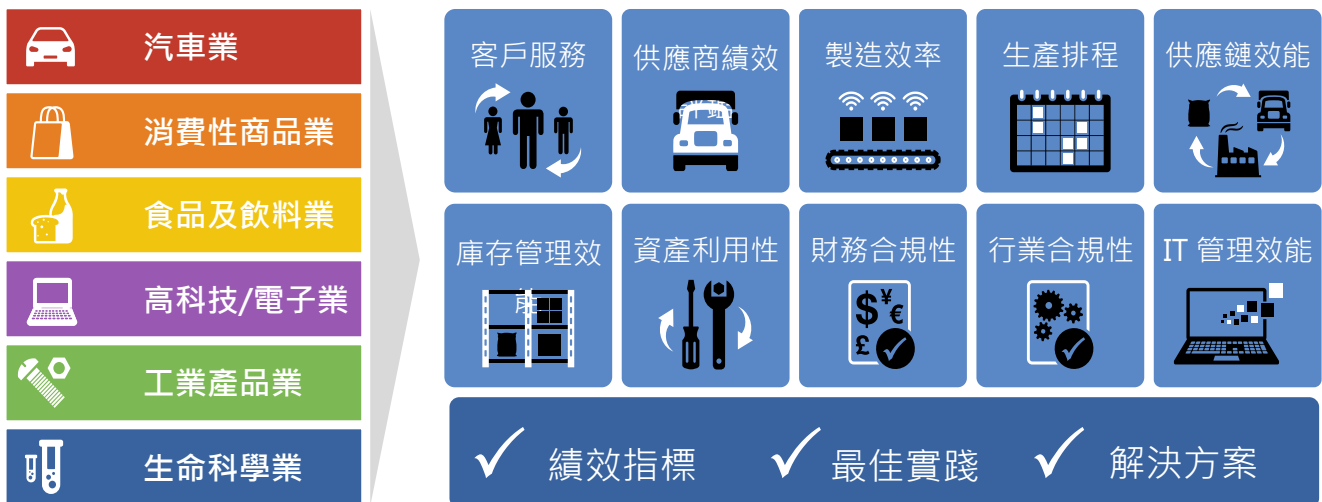 汽車業
消費性商品業
食品及飲料業
高科技/電子業
工業產品業
生命科學業
客戶服務
供應商績效
製造效率
生產排程
供應鏈效能
庫存管理效
能
資產利用性
財務合規性
$¥€£
行業合規性
IT 管理效能
績效指標
最佳實踐
解決方案